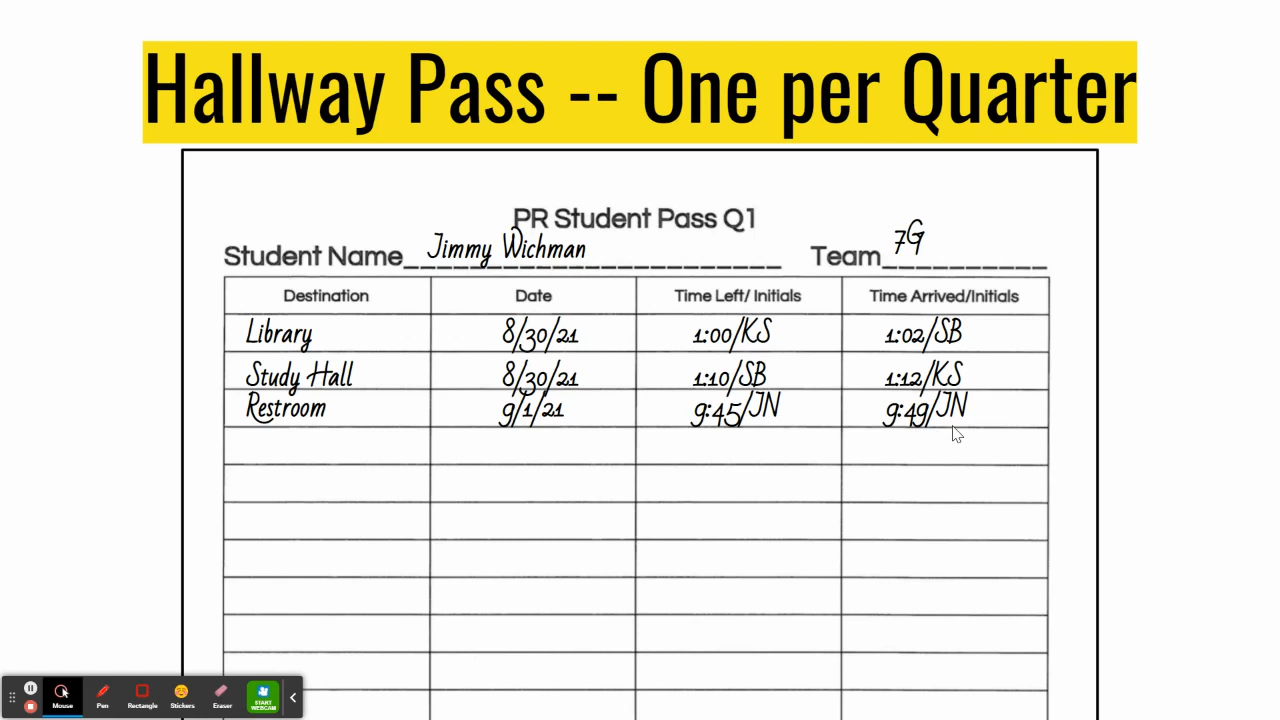 Hallway Pass -- One per Quarter
PR Student Pass Q1
Student Name Jimmy Wichman Team 7G
Destination Date Time Left/ Initials Time Arrived/Initials
Library 8/30/21 1:00/KS 1:02/SB
Study Hall 8/30/21 1:10/SB 1:12/KS
Restroom 9/1/21 9:45/JN 9:49/JN
Mouse Pen Rectangle Stickers Eraser START WEBCAM